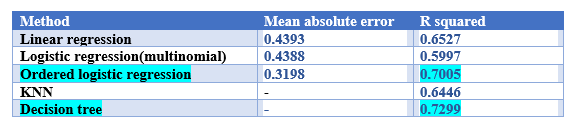 Method Mean absolute error R squared
Linear regression 0.4393 0.6527
Logistic regression(multinomial) 0.4388 0.5997
Ordered logistic regression 0.3198 0.7005
KNN - 0.6446
Decision tree - 0.7299